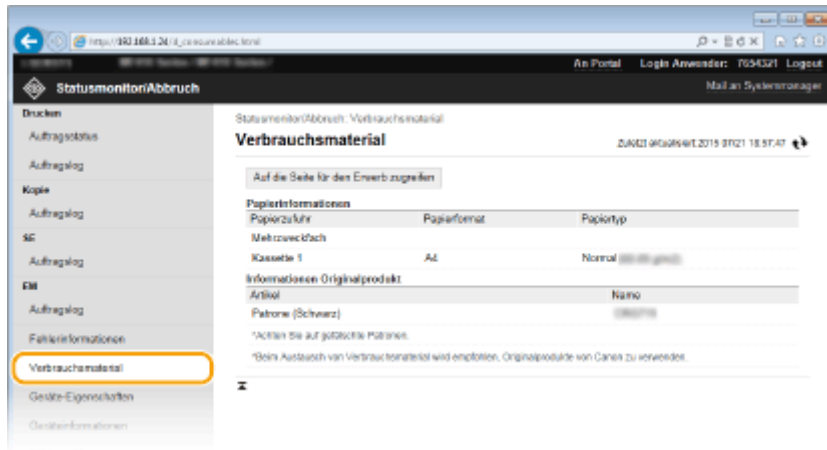 http://192.168.1.24/d_consumables.html
An Portal Login Anwender: 7654321 Logout
Statusmonitor/Abbruch Mail an Systemmanager
Drucken
Auftragsstatus
Auftragslog
Kopie
Auftragslog
SE
Auftragslog
EM
Auftragslog
Fehlerinformationen
Verbrauchsmaterial
Geräte-Eigenschaften
Geräteinformationen
Statusmonitor/Abbruch: Verbrauchsmaterial
Verbrauchsmaterial Zuletzt aktualisiert:2015 07/21 18:57:47
Auf die Seite für den Erwerb zugreifen
Papierinformationen
Papierzufuhr Papierformat Papiertyp
Mehrzweckfach
Kassette 1 A4 Normal
Informationen Originalprodukt
Artikel Name
Patrone (Schwarz)
*Achten Sie auf gefälschte Patronen.
*Beim Austausch von Verbrauchsmaterial wird empfohlen, Originalprodukte von Canon zu verwenden.